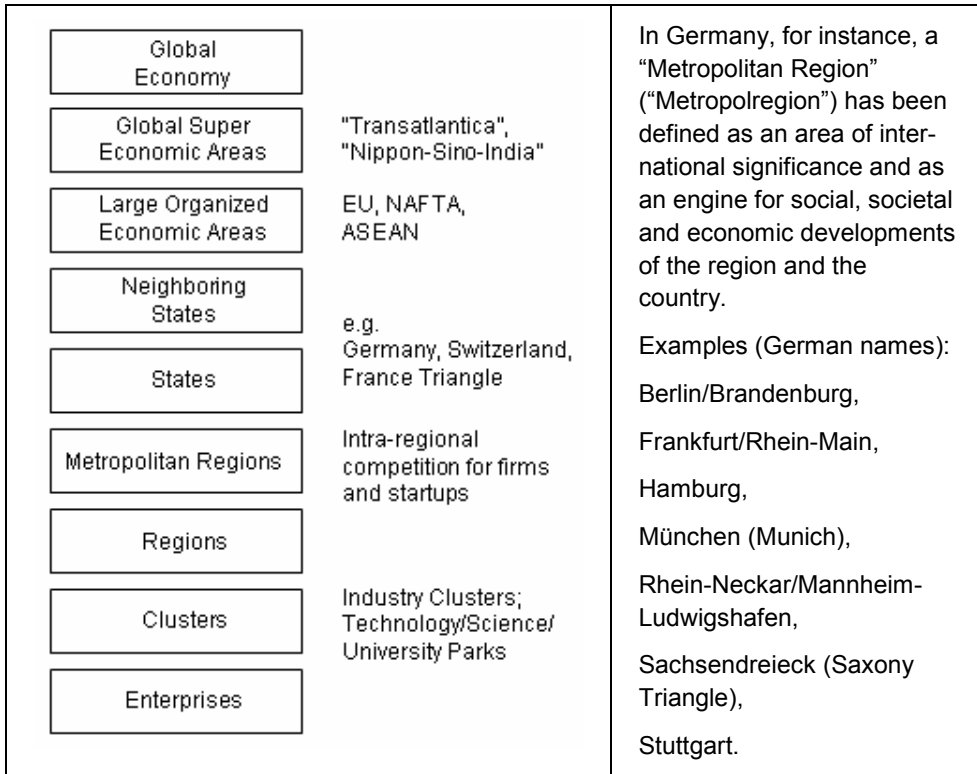 Global
Economy
Global Super
Economic Areas
"Transatlantica",
"Nippon-Sino-India"
Large Organized
Economic Areas
EU, NAFTA,
ASEAN
Neighboring
States
e.g.
Germany, Switzerland,
France Triangle
States
Metropolitan Regions
Intra-regional
competition for firms
and startups
Regions
Clusters
Industry Clusters;
Technology/Science/
University Parks
Enterprises
In Germany, for instance, a
“Metropolitan Region”
(“Metropolregion”) has been
defined as an area of inter-
national significance and as
an engine for social, societal
and economic developments
of the region and the
country.
Examples (German names):
Berlin/Brandenburg,
Frankfurt/Rhein-Main,
Hamburg,
München (Munich),
Rhein-Neckar/Mannheim-
Ludwigshafen,
Sachsendreieck (Saxony
Triangle),
Stuttgart.